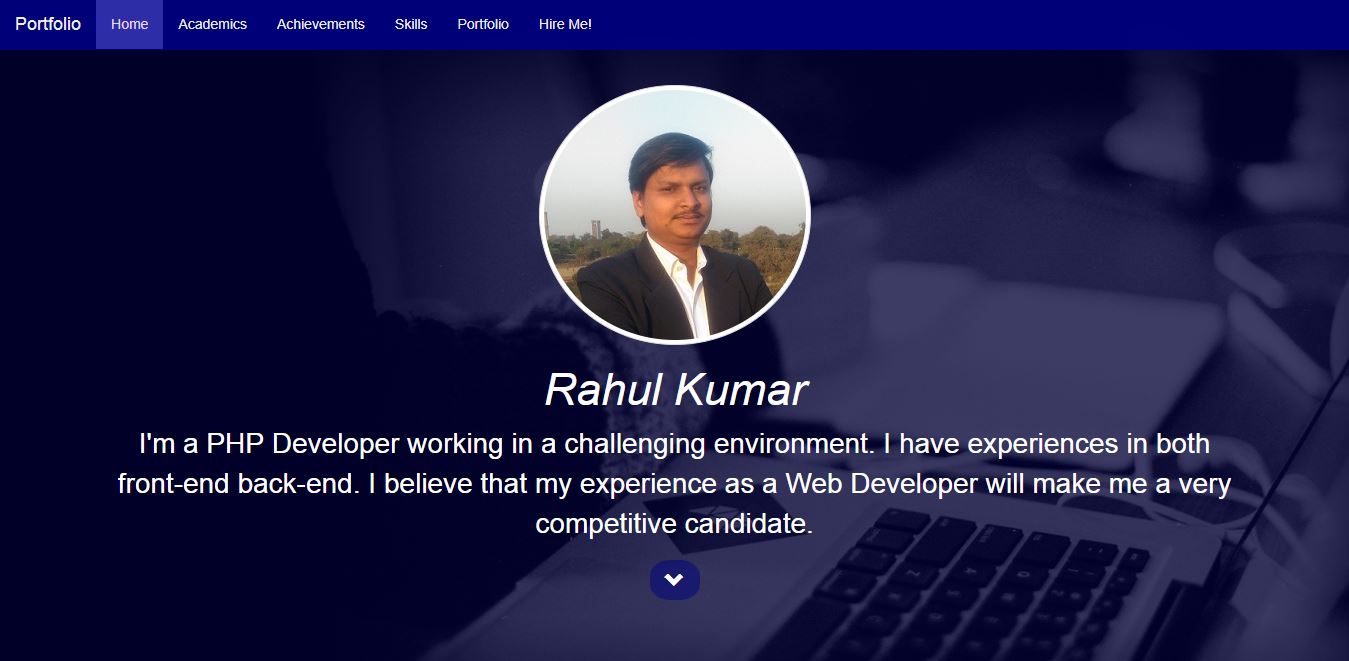 Portfolio Home Academics Achievements Skills Portfolio Hire Me!
Rahul Kumar
I'm a PHP Developer working in a challenging environment. I have experiences in both
front-end back-end. I believe that my experience as a Web Developer will make me a very
competitive candidate.